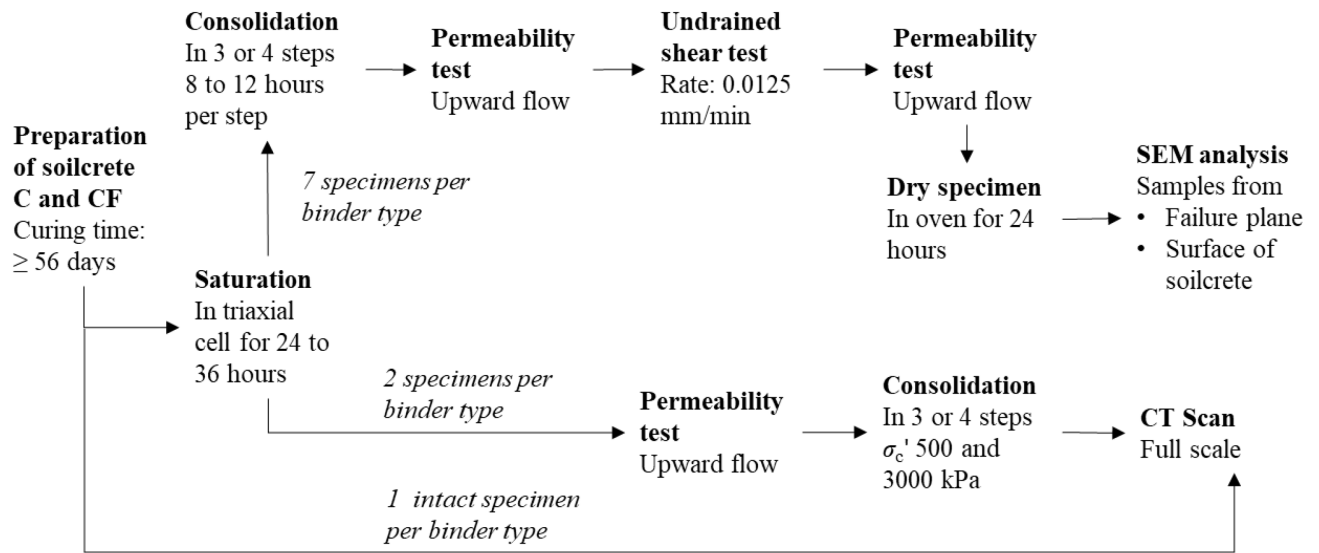 Preparation
of soilcrete
C and CF
Curing time:
≥ 56 days
Saturation
In triaxial
cell for 24 to
36 hours
7 specimens per
binder type
Consolidation
In 3 or 4 steps
8 to 12 hours
per step
Permeability
test
Upward flow
Undrained
shear test
Rate: 0.0125
mm/min
Permeability
test
Upward flow
Dry specimen
In oven for 24
hours
SEM analysis
Samples from
• Failure plane
• Surface of
soilcrete
2 specimens per
binder type
Permeability
test
Upward flow
Consolidation
In 3 or 4 steps
σc' 500 and
3000 kPa
CT Scan
Full scale
1 intact specimen
per binder type